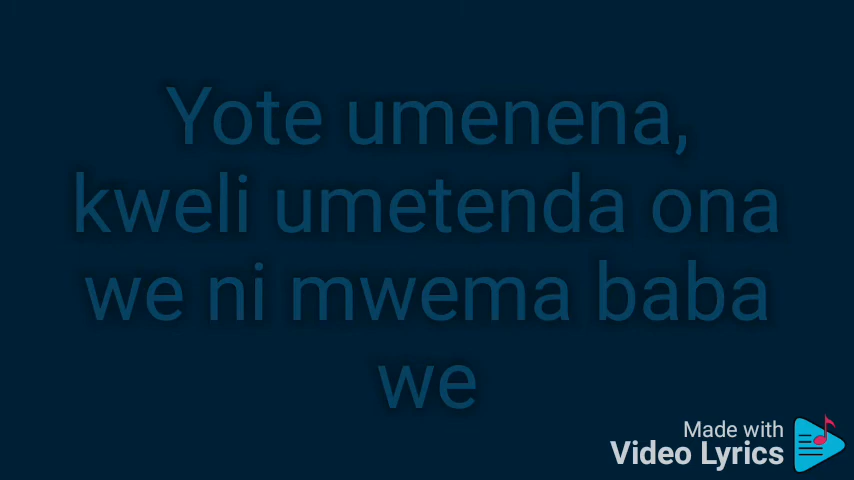 Yote umenena,
kweli umetenda ona
we ni mwema baba
we
Made with
Video Lyrics